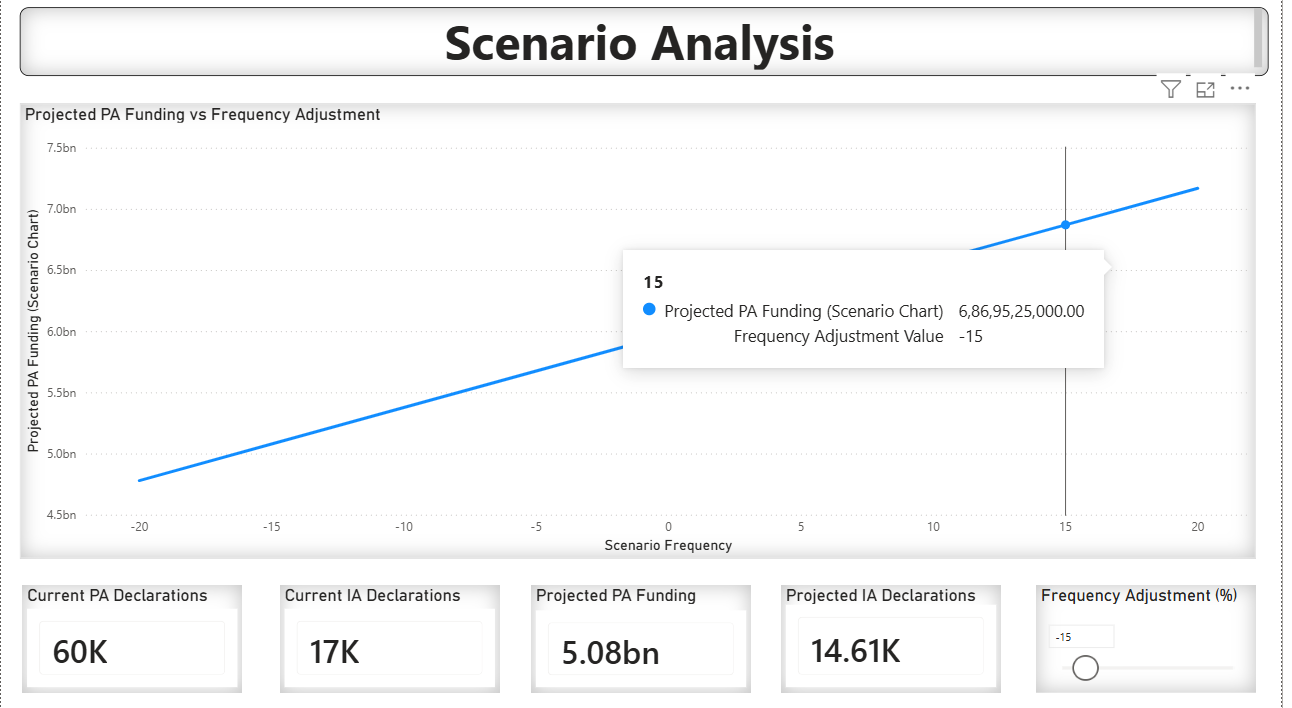 Scenario Analysis
Projected PA Funding vs Frequency Adjustment
Projected PA Funding (Scenario Chart)
7.5bn
7.0bn
6.5bn
6.0bn
5.5bn
5.0bn
4.5bn
15
Projected PA Funding (Scenario Chart) 6,86,95,25,000.00
Frequency Adjustment Value -15
-20 -15 -10 -5 0 5 10 15 20
Scenario Frequency
Current PA Declarations
60K
Current IA Declarations
17K
Projected PA Funding
5.08bn
Projected IA Declarations
14.61K
Frequency Adjustment (%)
-15